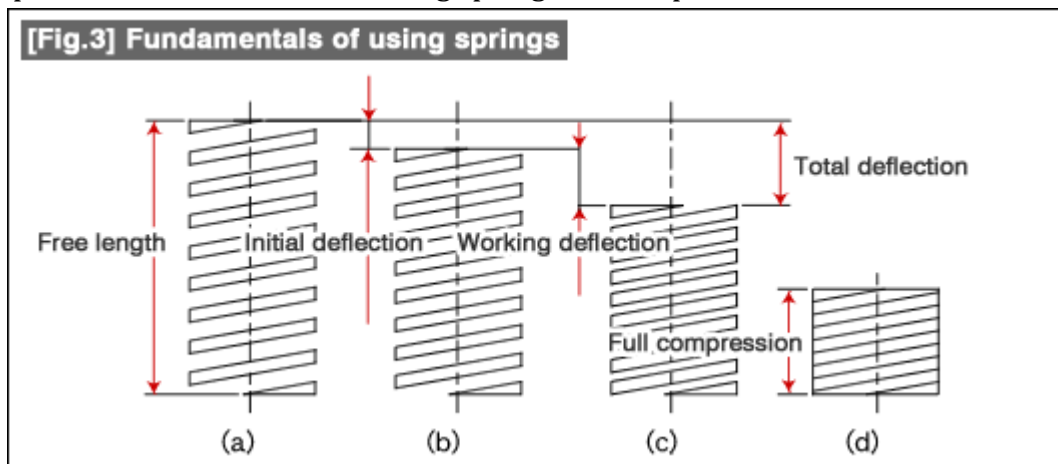 [Fig.3] Fundamentals of using springs
Total deflection
Free length
Initial deflection
Working deflection
Full compression
(a)
(b)
(c)
(d)